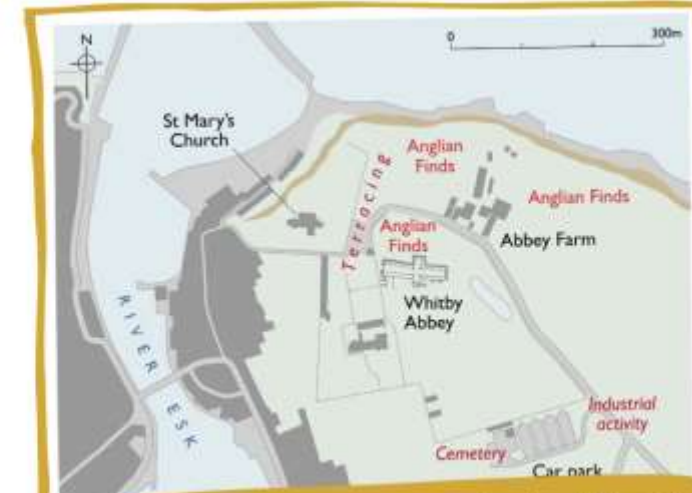 N
0 300m
St Mary's
Church
Anglian
Finds
Terracing
Anglian Finds
Anglian
Finds
Abbey Farm
Whitby
Abbey
RIVER ESK
Industrial
activity
Cemetery
Car park